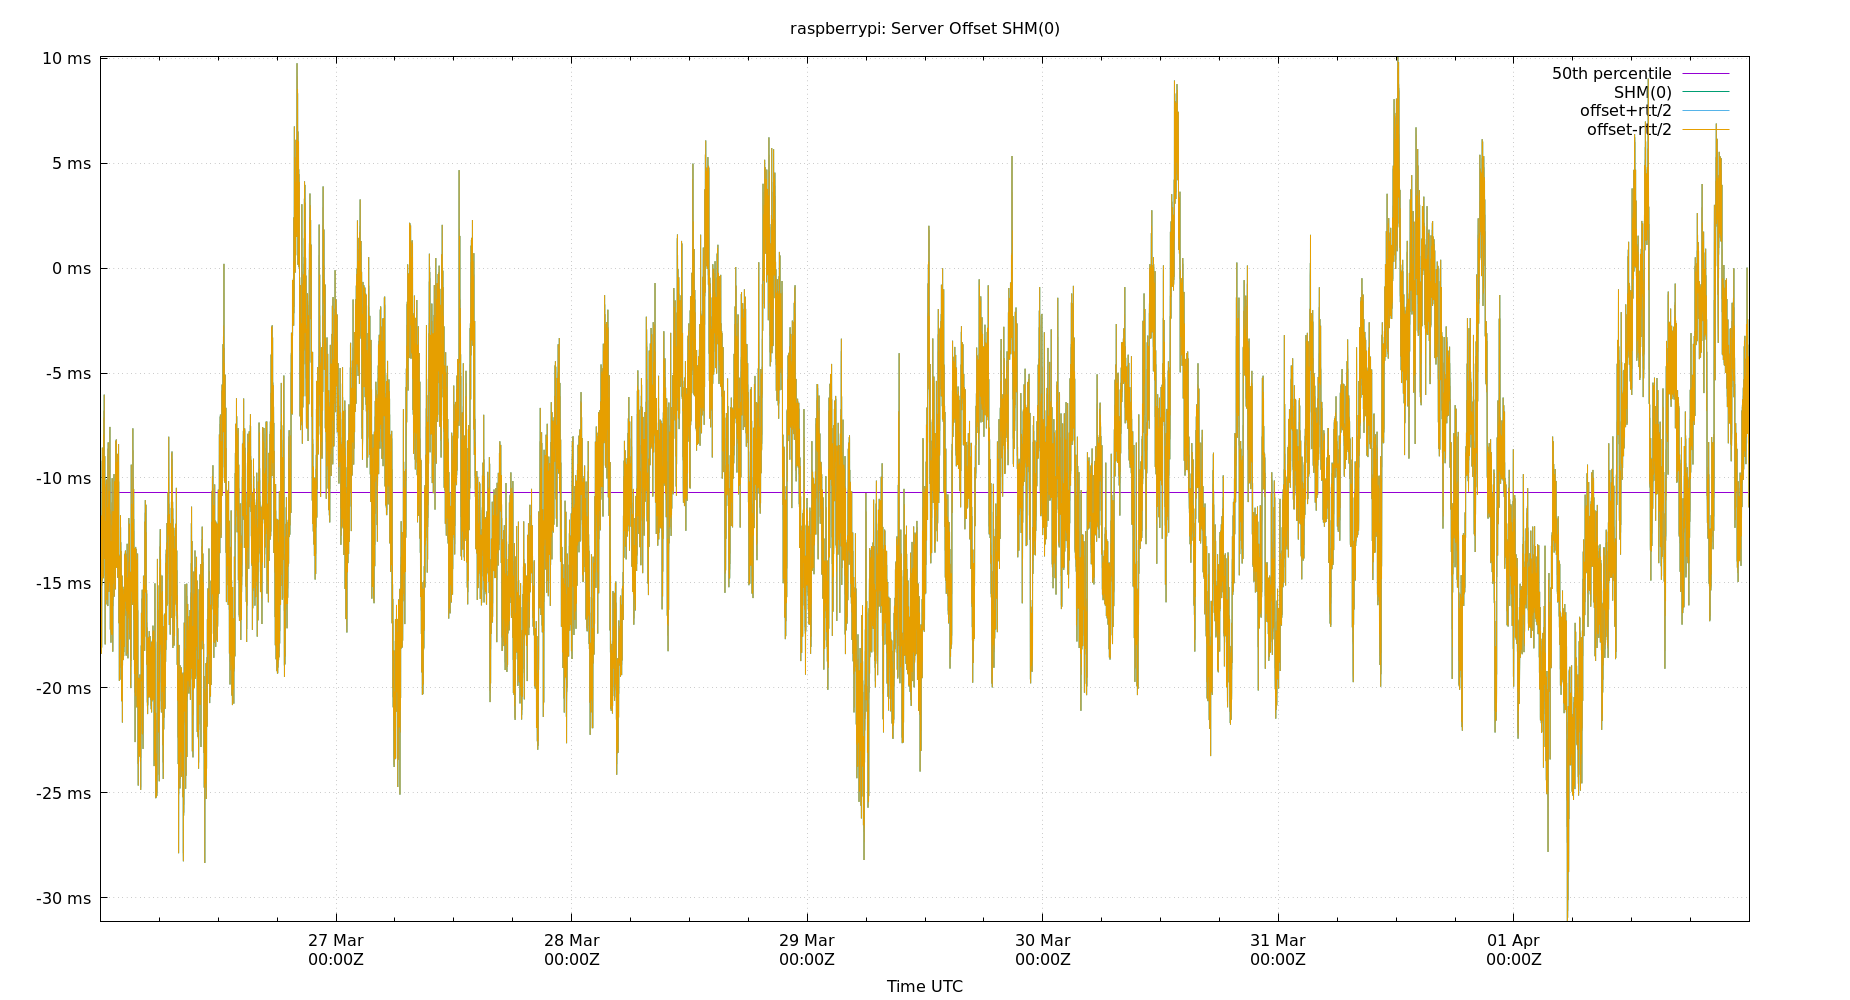 raspberrypi: Server Offset SHM(0)
10 ms
5 ms
0 ms
-5 ms
-10 ms
-15 ms
-20 ms
-25 ms
-30 ms
50th percentile
SHM(0)
offset+rtt/2
offset-rtt/2
27 Mar
00:00Z
28 Mar
00:00Z
29 Mar
00:00Z
30 Mar
00:00Z
31 Mar
00:00Z
01 Apr
00:00Z
Time UTC